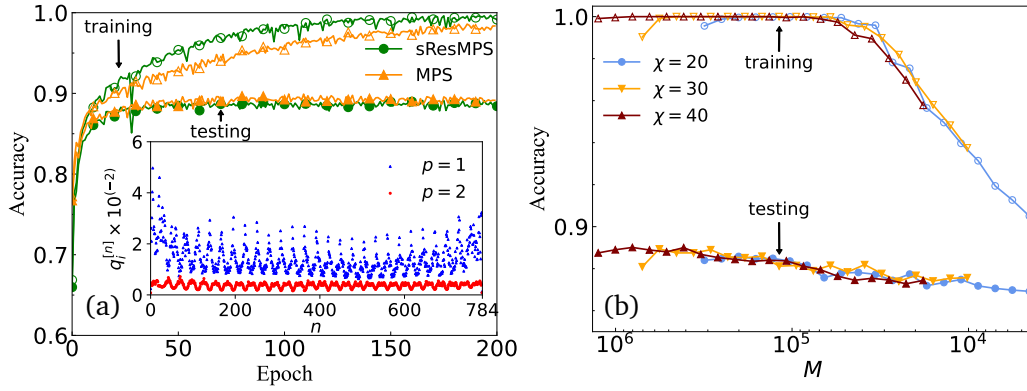 1.0
0.9
0.8
0.7
0.6
Accuracy
training
testing
sResMPS
MPS
6
4
2
0
q_i^{[n]} × 10^{(-2)}
p = 1
p = 2
0 200 400 600 784
n
(a)
0 50 100 150 200
Epoch
1.0
0.9
Accuracy
training
χ = 20
χ = 30
χ = 40
testing
(b)
10^6 10^5 10^4
M